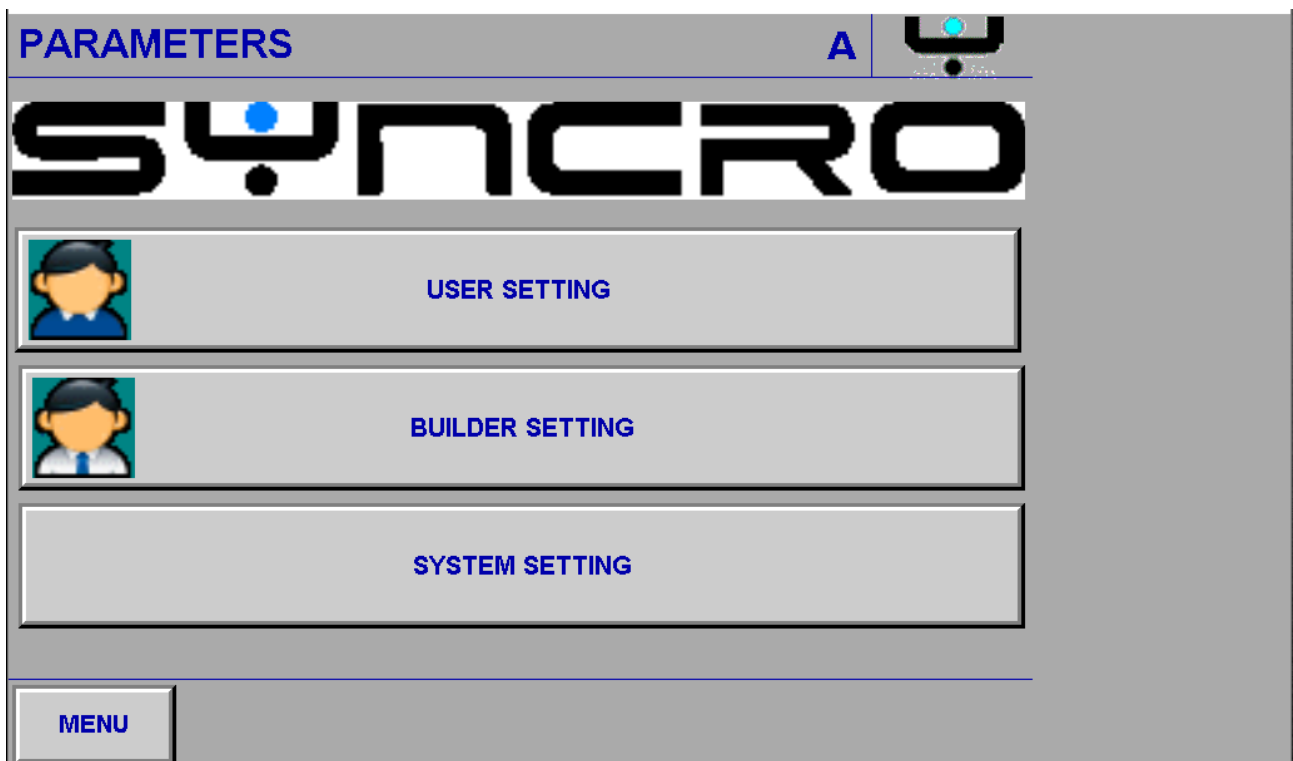 PARAMETERS A
SYNCRO
USER SETTING
BUILDER SETTING
SYSTEM SETTING
MENU